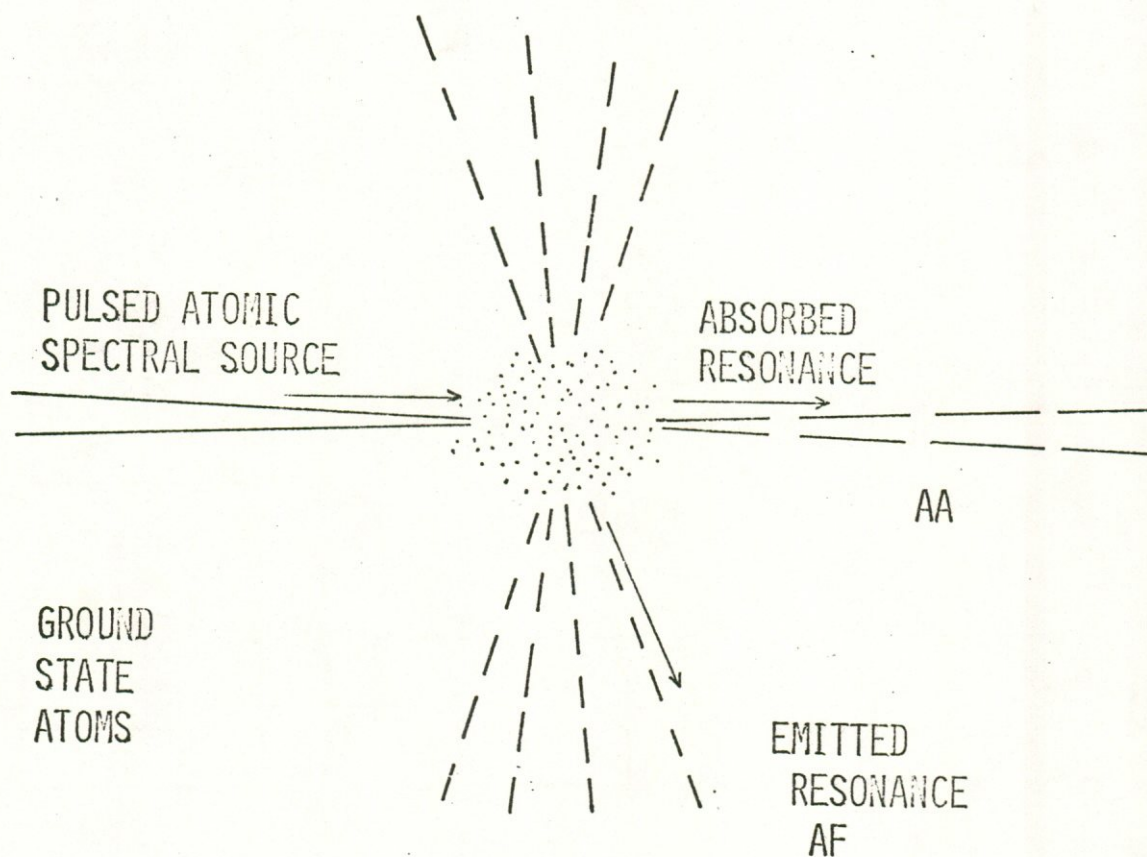 PULSED ATOMIC
SPECTRAL SOURCE
ABSORBED
RESONANCE
AA
GROUND
STATE
ATOMS
EMITTED
RESONANCE
AF